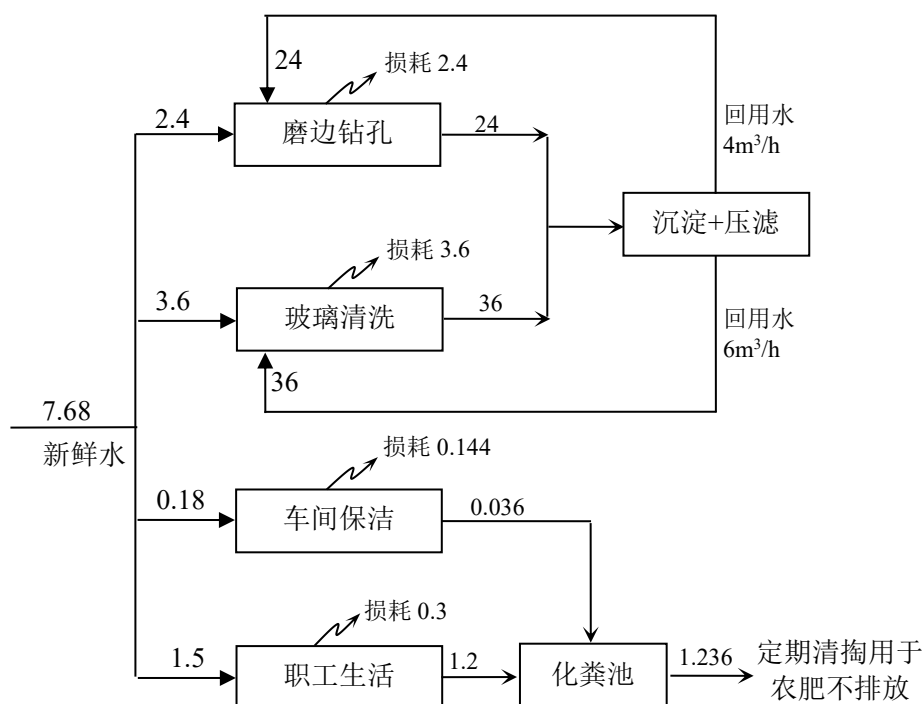 24
损耗 2.4
2.4
磨边钻孔
24
回用水
4m³/h
沉淀+压滤
损耗 3.6
3.6
玻璃清洗
36
回用水
6m³/h
36
7.68
新鲜水
损耗 0.144
0.18
车间保洁
0.036
损耗 0.3
1.5
职工生活
1.2
化粪池
1.236
定期清掏用于
农肥不排放